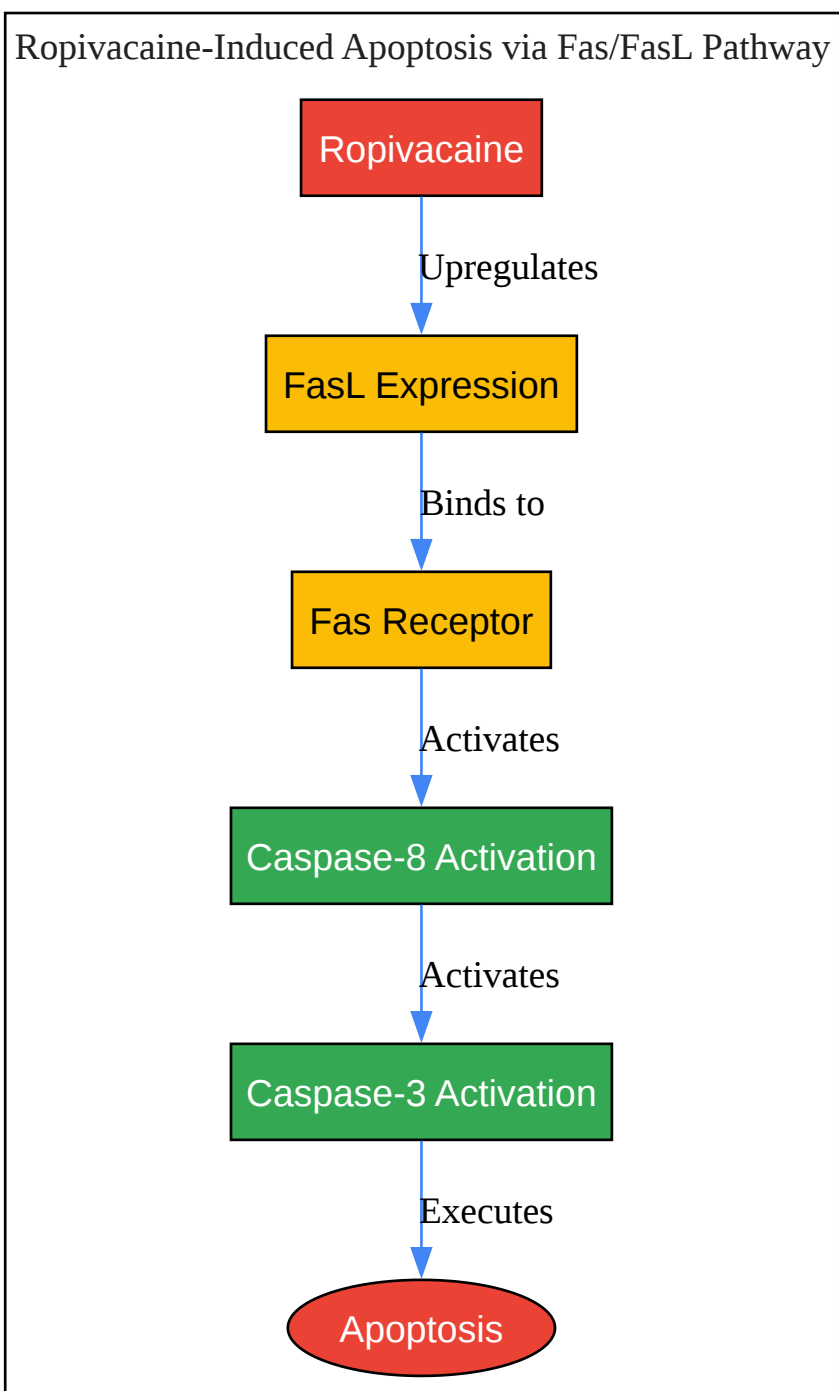 Ropivacaine-Induced Apoptosis via Fas/FasL Pathway
Ropivacaine
Upregulates
FasL Expression
Binds to
Fas Receptor
Activates
Caspase-8 Activation
Activates
Caspase-3 Activation
Executes
Apoptosis